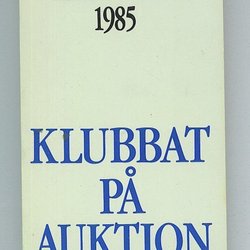 1985
KLUBBAT
PÅ
AUKTION